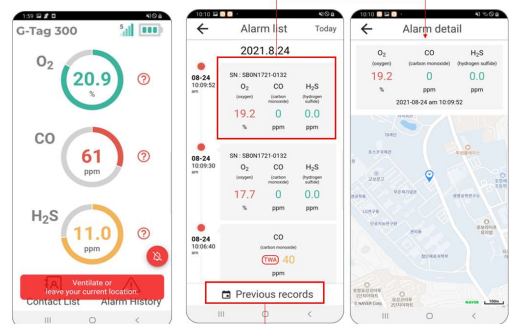 1:59
G-Tag 300
5
O2
20.9
%
CO
61
ppm
H2S
11.0
ppm
Ventilate or
leave your current location.
Contact List
Alarm History
10:10
Alarm list
Today
2021.8.24
08-24
10:09:52
am
SN : SB0N1721-0132
O2
CO
H2S
(oxygen)
(carbon
monoxide)
(hydrogen
sulfide)
19.2
0
0.0
%
ppm
ppm
08-24
10:09:30
am
SN : SB0N1721-0132
O2
CO
H2S
(oxygen)
(carbon
monoxide)
(hydrogen
sulfide)
17.7
0
0.0
%
ppm
ppm
08-24
10:06:40
am
CO
(carbon monoxide)
TWA 40
ppm
Previous records
10:10
Alarm detail
O2
CO
H2S
(oxygen)
(carbon monoxide)
(hydrogen sulfide)
19.2
0
0.0
%
ppm
ppm
2021-08-24 am 10:09:52
NAVER
100m
© NAVER Corp.